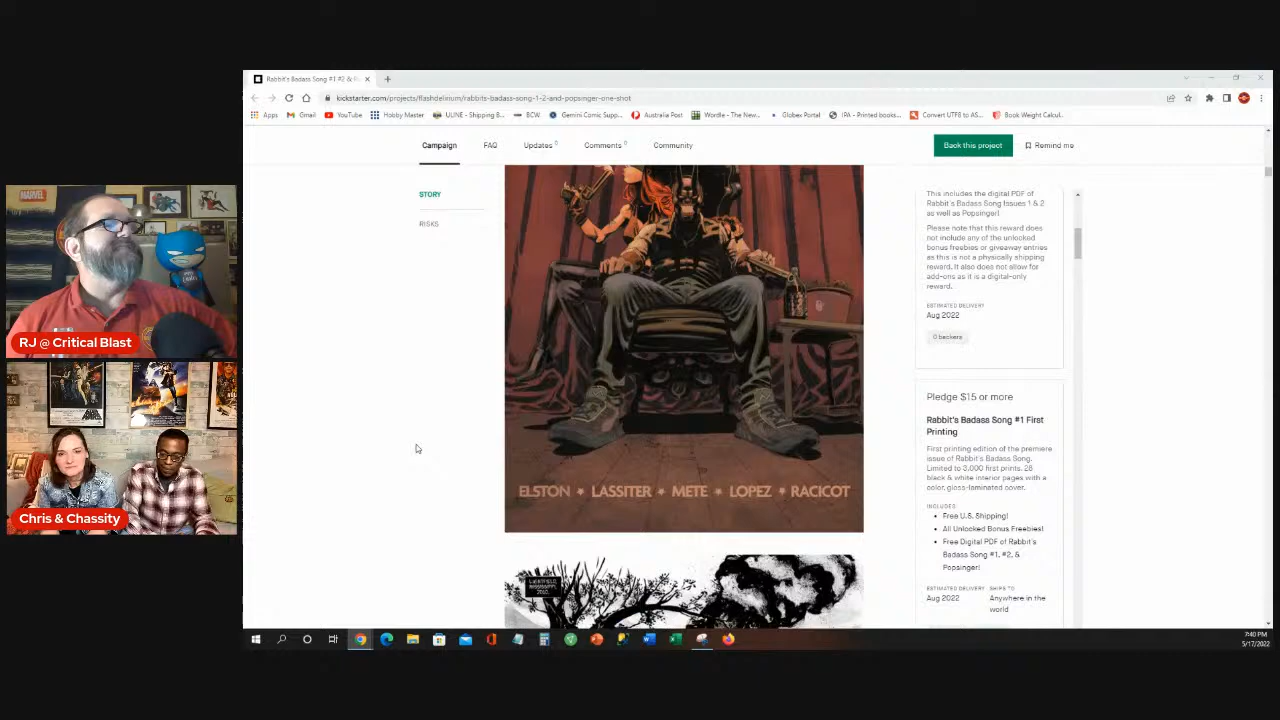 Rabbit's Badass Song #1 #2 & R
kickstarter.com/projects/flashdelirium/rabbits-badass-song-1-2-and-popsinger-one-shot
Apps Gmail YouTube Hobby Master ULINE - Shipping B... BCW. Gemini Comic Supp... Australia Post Wordle - The New... Globex Portal IPA - Printed books... Convert UTF8 to AS... Book Weight Calcul...
Campaign FAQ Updates 0 Comments 0 Community Back this project Remind me
STORY
RISKS
This includes the digital PDF of
Rabbit's Badass Song Issues 1 & 2
as well as Popsinger!
Please note that this reward does
not include any of the unlocked
bonus freebies or giveaway entries
as this is not a physically shipping
reward. It also does not allow for
add-ons as it is a digital-only
reward.
ESTIMATED DELIVERY
Aug 2022
0 backers
Pledge $15 or more
Rabbit's Badass Song #1 First
Printing
First printing edition of the premiere
issue of Rabbit's Badass Song.
Limited to 3,000 first prints. 28
black & white interior pages with a
color, gloss-laminated cover.
INCLUDES
Free U.S. Shipping!
All Unlocked Bonus Freebies!
Free Digital PDF of Rabbit's
Badass Song #1, #2, &
Popsinger!
ESTIMATED DELIVERY SHIPS TO
Aug 2022 Anywhere in the
world
ELSTON ★ LASSITER ★ METE ★ LOPEZ ★ RACICOT
MISSISSIPPI,
MARVEL
RJ @ Critical Blast
Chris & Chassity
7:40 PM
5/17/2022